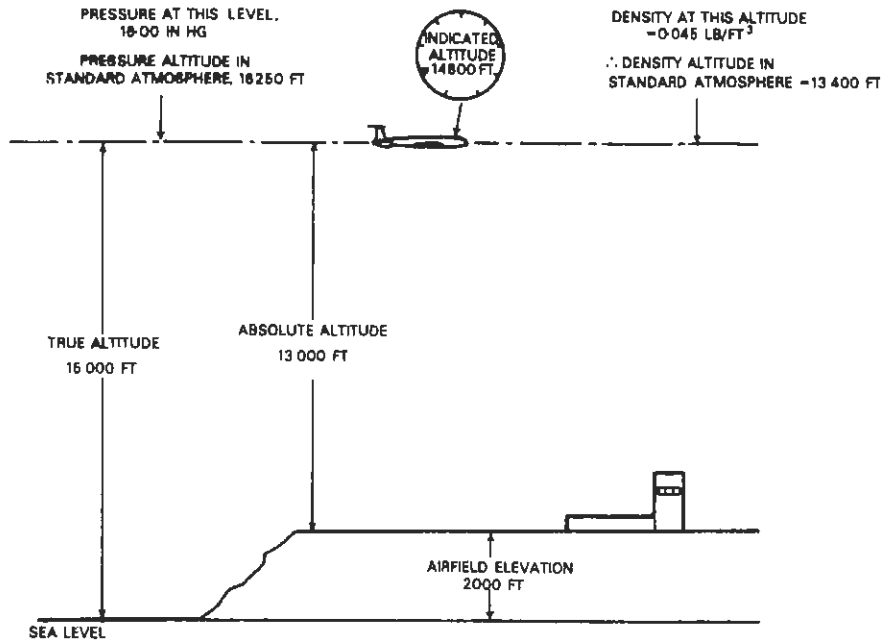 PRESSURE AT THIS LEVEL,
16·00 IN HG
PRESSURE ALTITUDE IN
STANDARD ATMOSPHERE, 16250 FT
INDICATED
ALTITUDE
14800 FT
DENSITY AT THIS ALTITUDE
=0·045 LB/FT³
∴ DENSITY ALTITUDE IN
STANDARD ATMOSPHERE =13 400 FT
TRUE ALTITUDE
15 000 FT
ABSOLUTE ALTITUDE
13 000 FT
AIRFIELD ELEVATION
2000 FT
SEA LEVEL